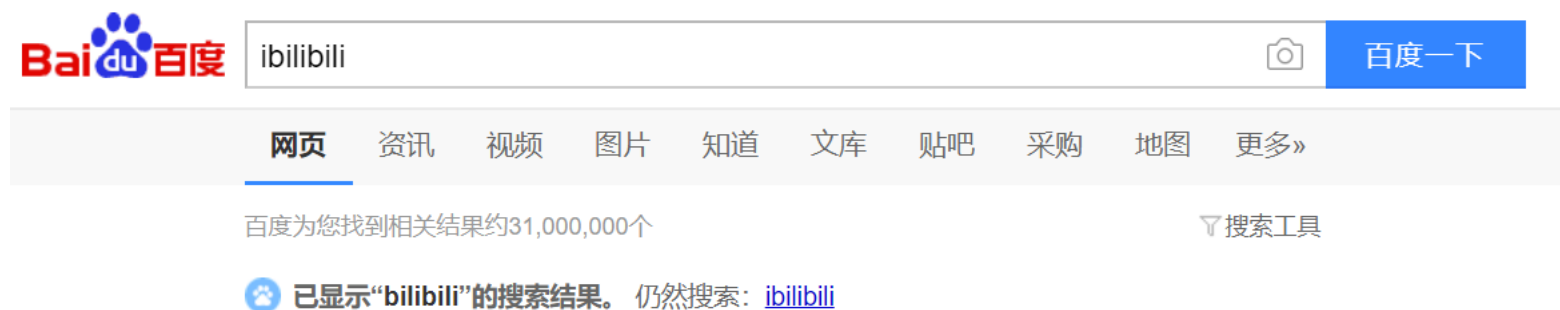 Bai du 百度 ibilibili 百度一下
网页 资讯 视频 图片 知道 文库 贴吧 采购 地图 更多»
百度为您找到相关结果约31,000,000个 搜索工具
已显示“bilibili”的搜索结果。 仍然搜索：ibilibili